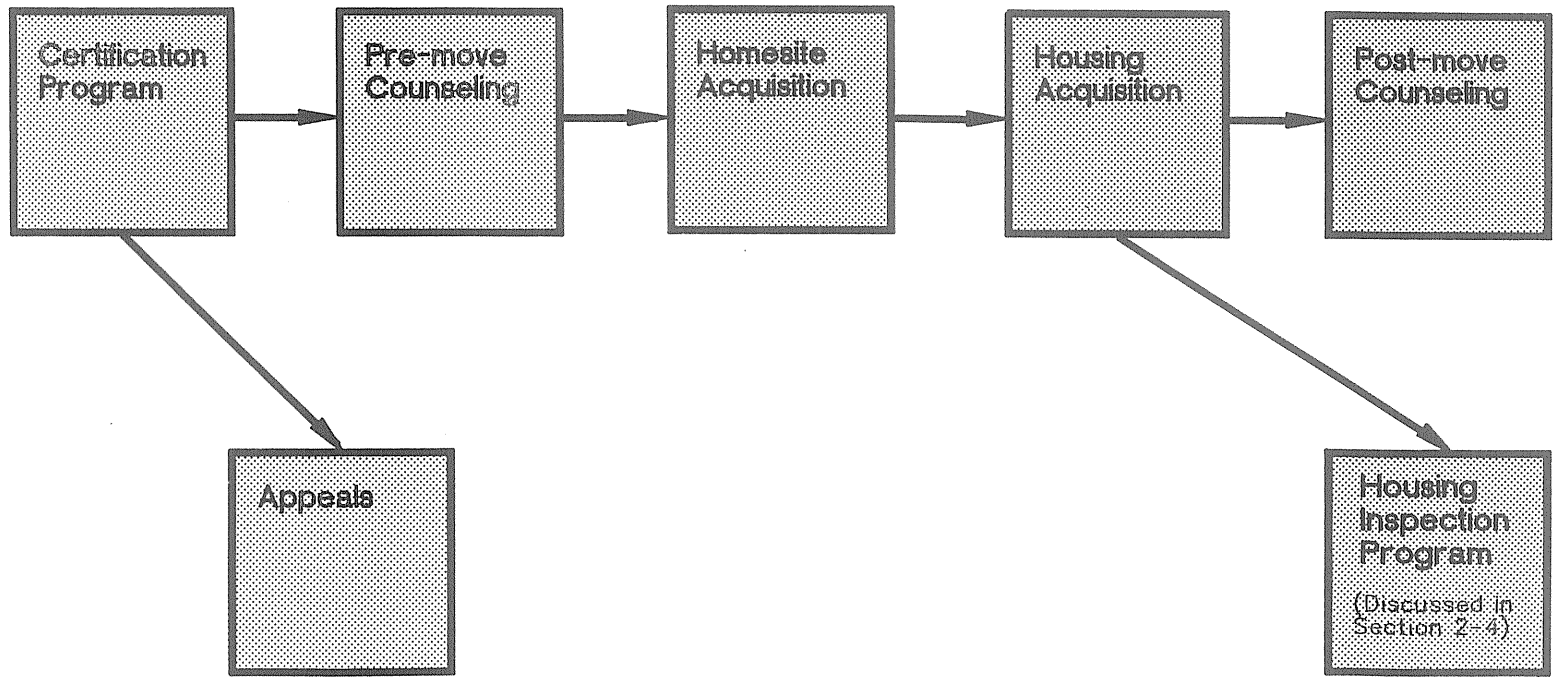 Certification
Program
Pre-move
Counseling
Homesite
Acquisition
Housing
Acquisition
Post-move
Counseling
Appeals
Housing
Inspection
Program
(Discussed in
Section 2-4)